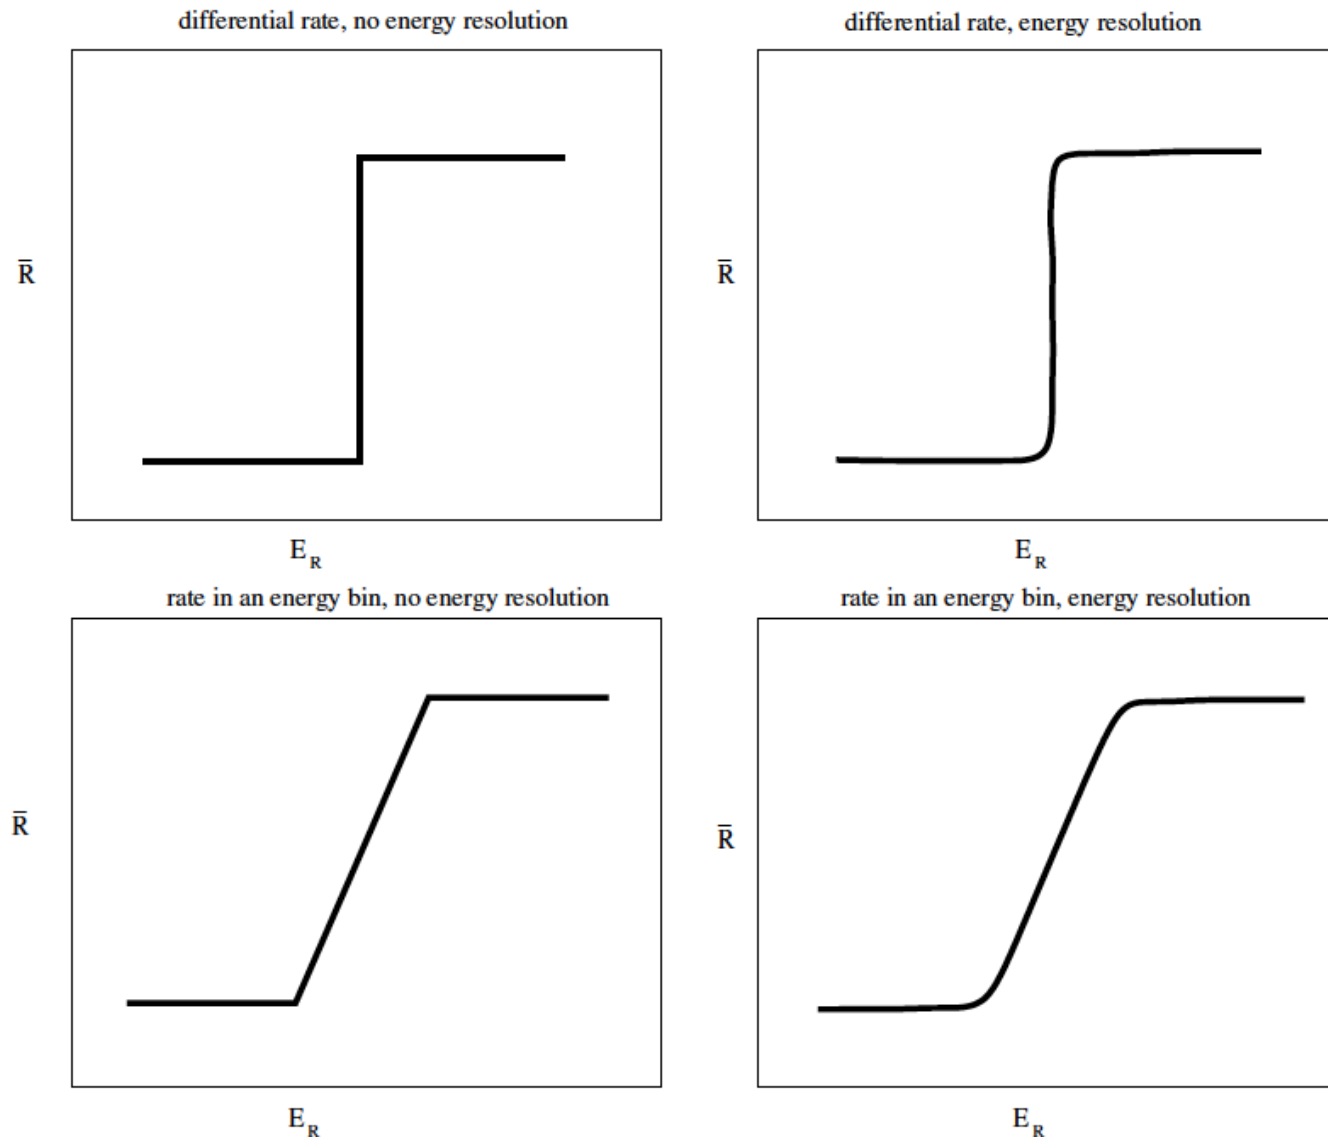 differential rate, no energy resolution
differential rate, energy resolution
R̄
R̄
E_R
E_R
rate in an energy bin, no energy resolution
rate in an energy bin, energy resolution
R̄
R̄
E_R
E_R